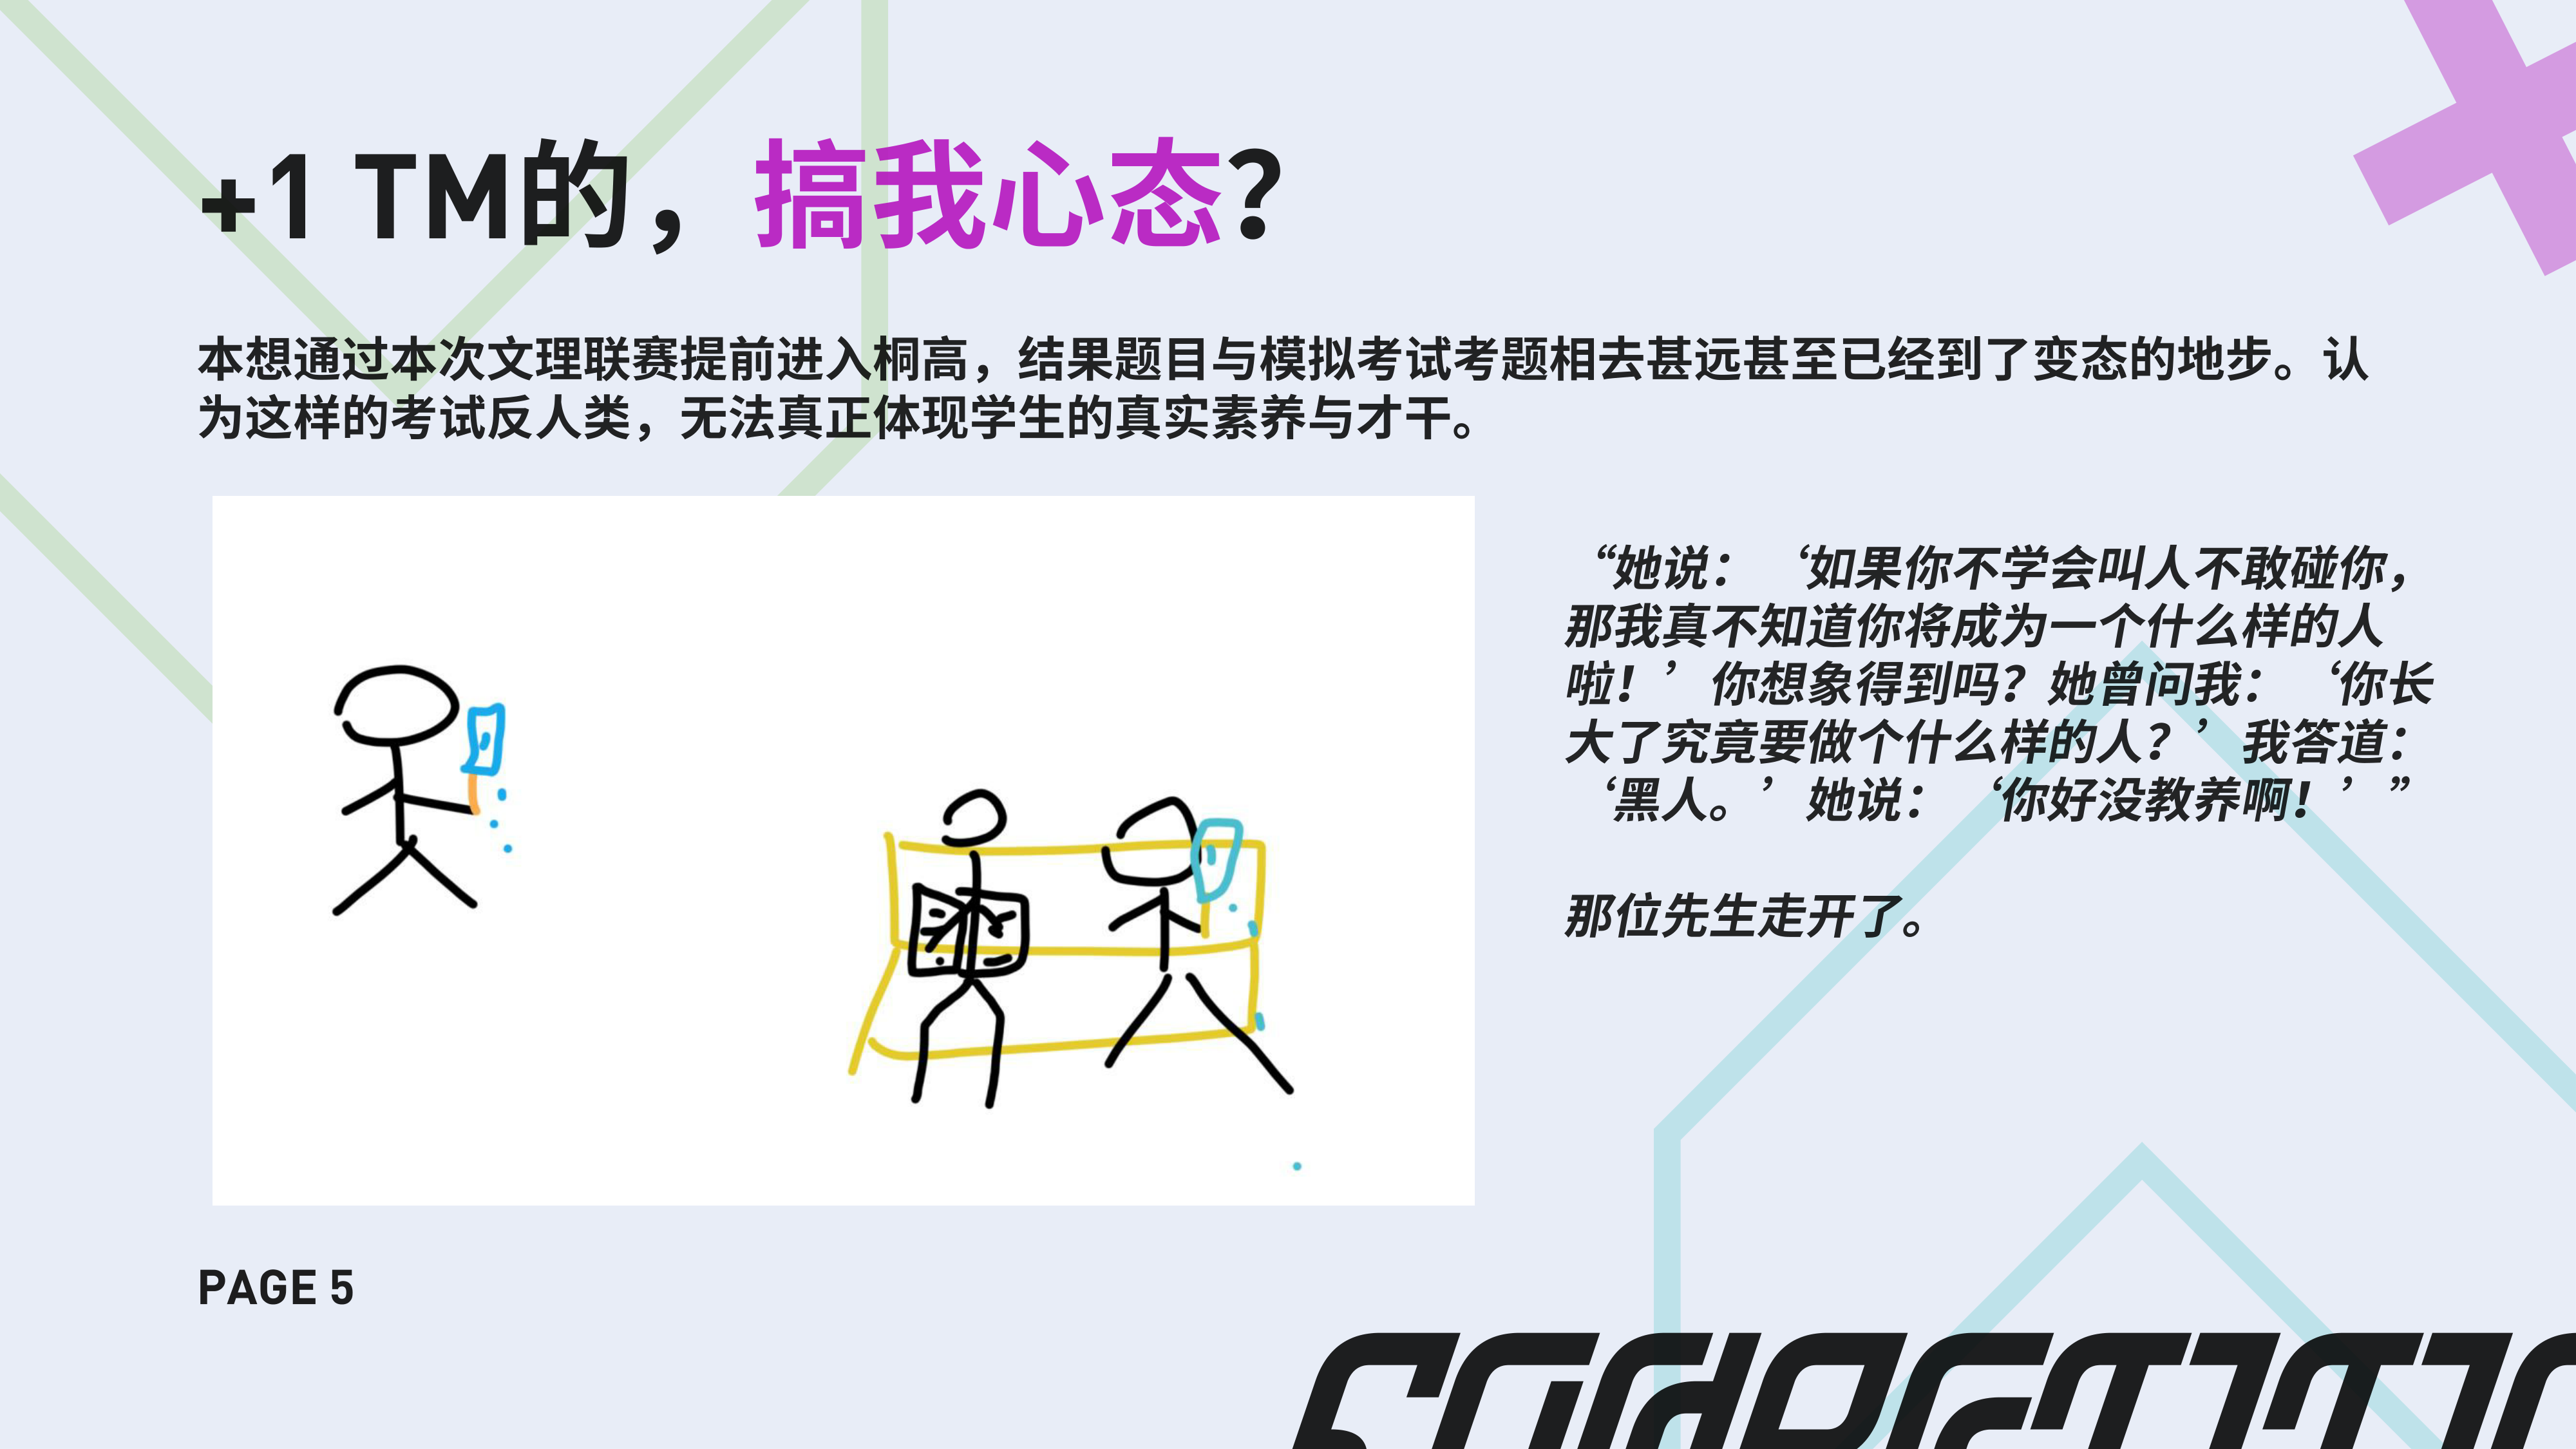 +1 TM的，搞我心态？
本想通过本次文理联赛提前进入桐高，结果题目与模拟考试考题相去甚远甚至已经到了变态的地步。认
为这样的考试反人类，无法真正体现学生的真实素养与才干。
“她说：‘如果你不学会叫人不敢碰你，
那我真不知道你将成为一个什么样的人
啦！’你想象得到吗？她曾问我：‘你长
大了究竟要做个什么样的人？’我答道：
‘黑人。’她说：‘你好没教养啊！’”
那位先生走开了。
PAGE 5